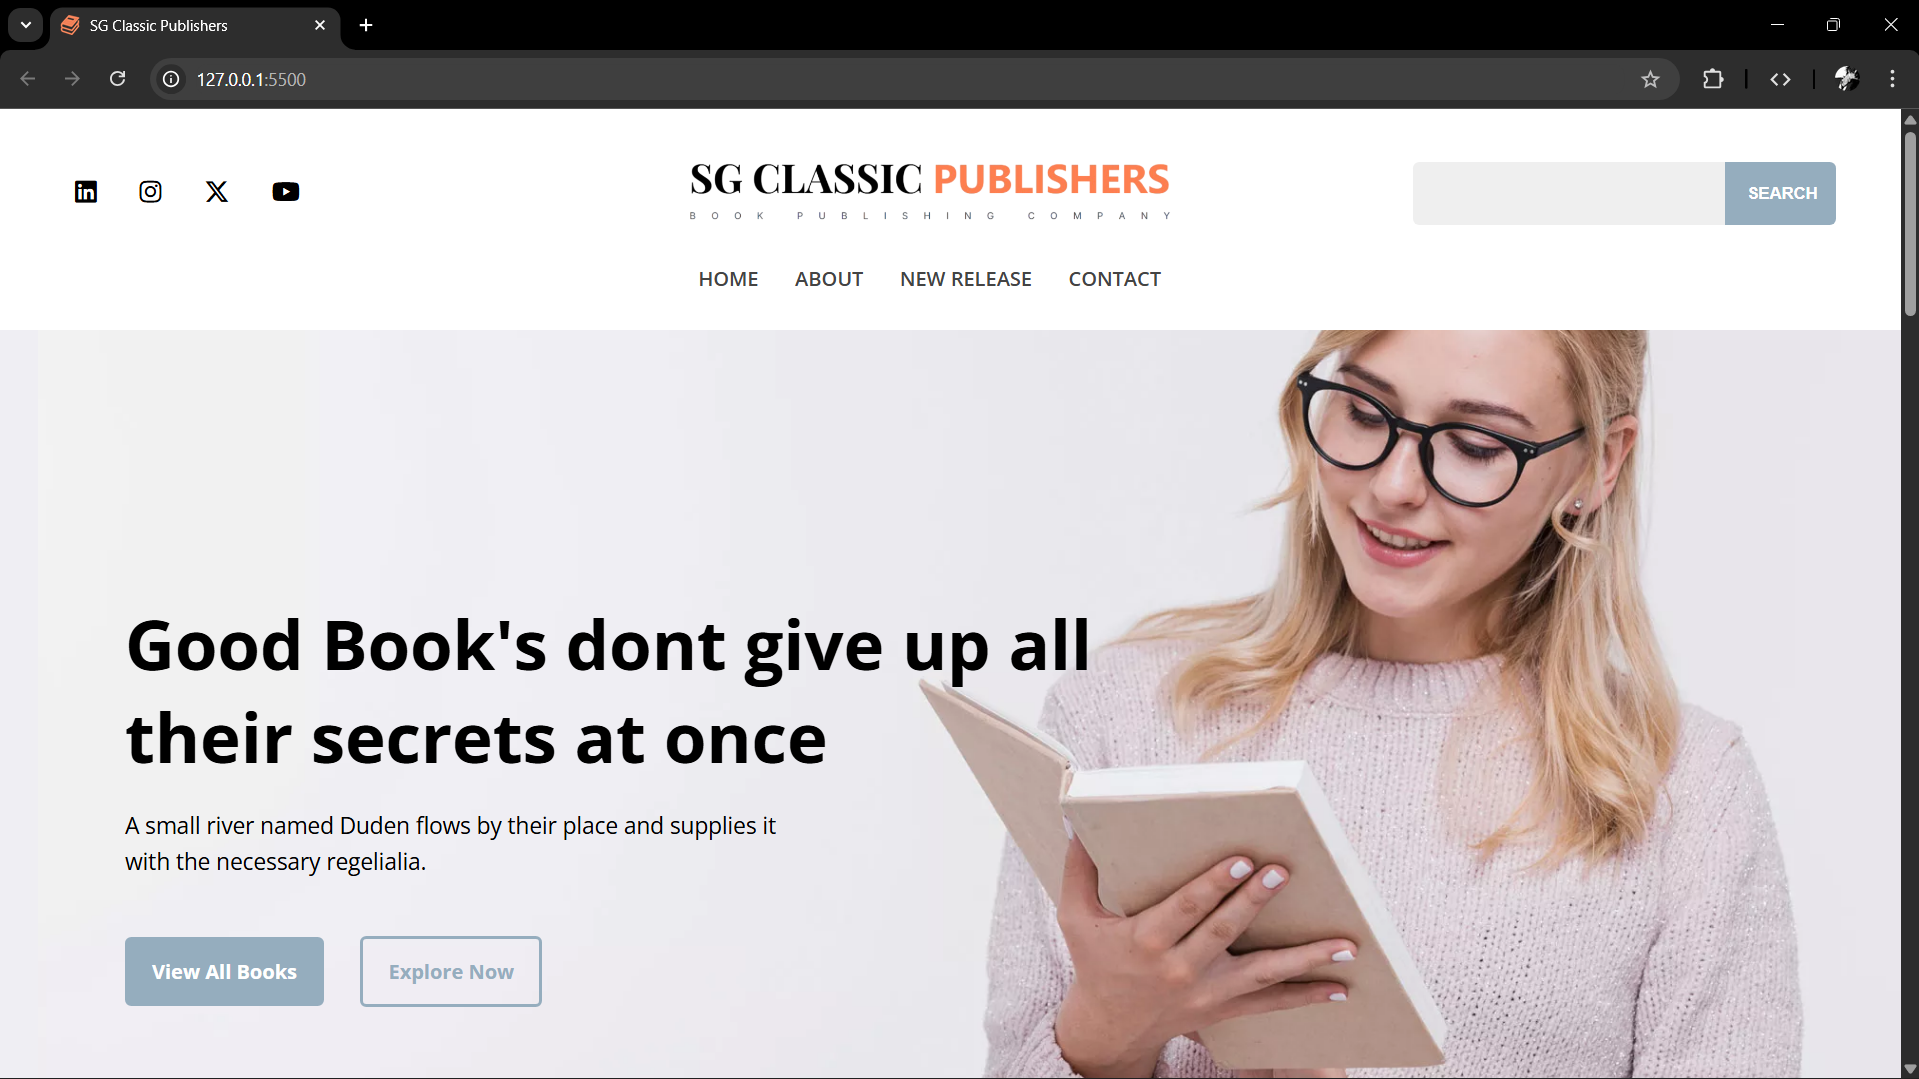 SG Classic Publishers
127.0.0.1:5500
SG CLASSIC PUBLISHERS
BOOK PUBLISHING COMPANY
SEARCH
HOME ABOUT NEW RELEASE CONTACT
Good Book's dont give up all
their secrets at once
A small river named Duden flows by their place and supplies it
with the necessary regelialia.
View All Books Explore Now